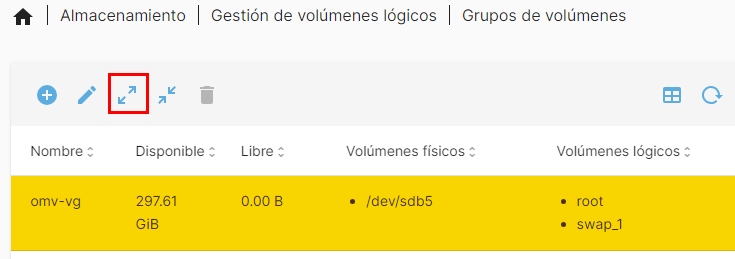 Almacenamiento | Gestión de volúmenes lógicos | Grupos de volúmenes
Nombre Disponible Libre Volúmenes físicos Volúmenes lógicos
omv-vg 297.61 GiB 0.00 B • /dev/sdb5 • root
• swap_1